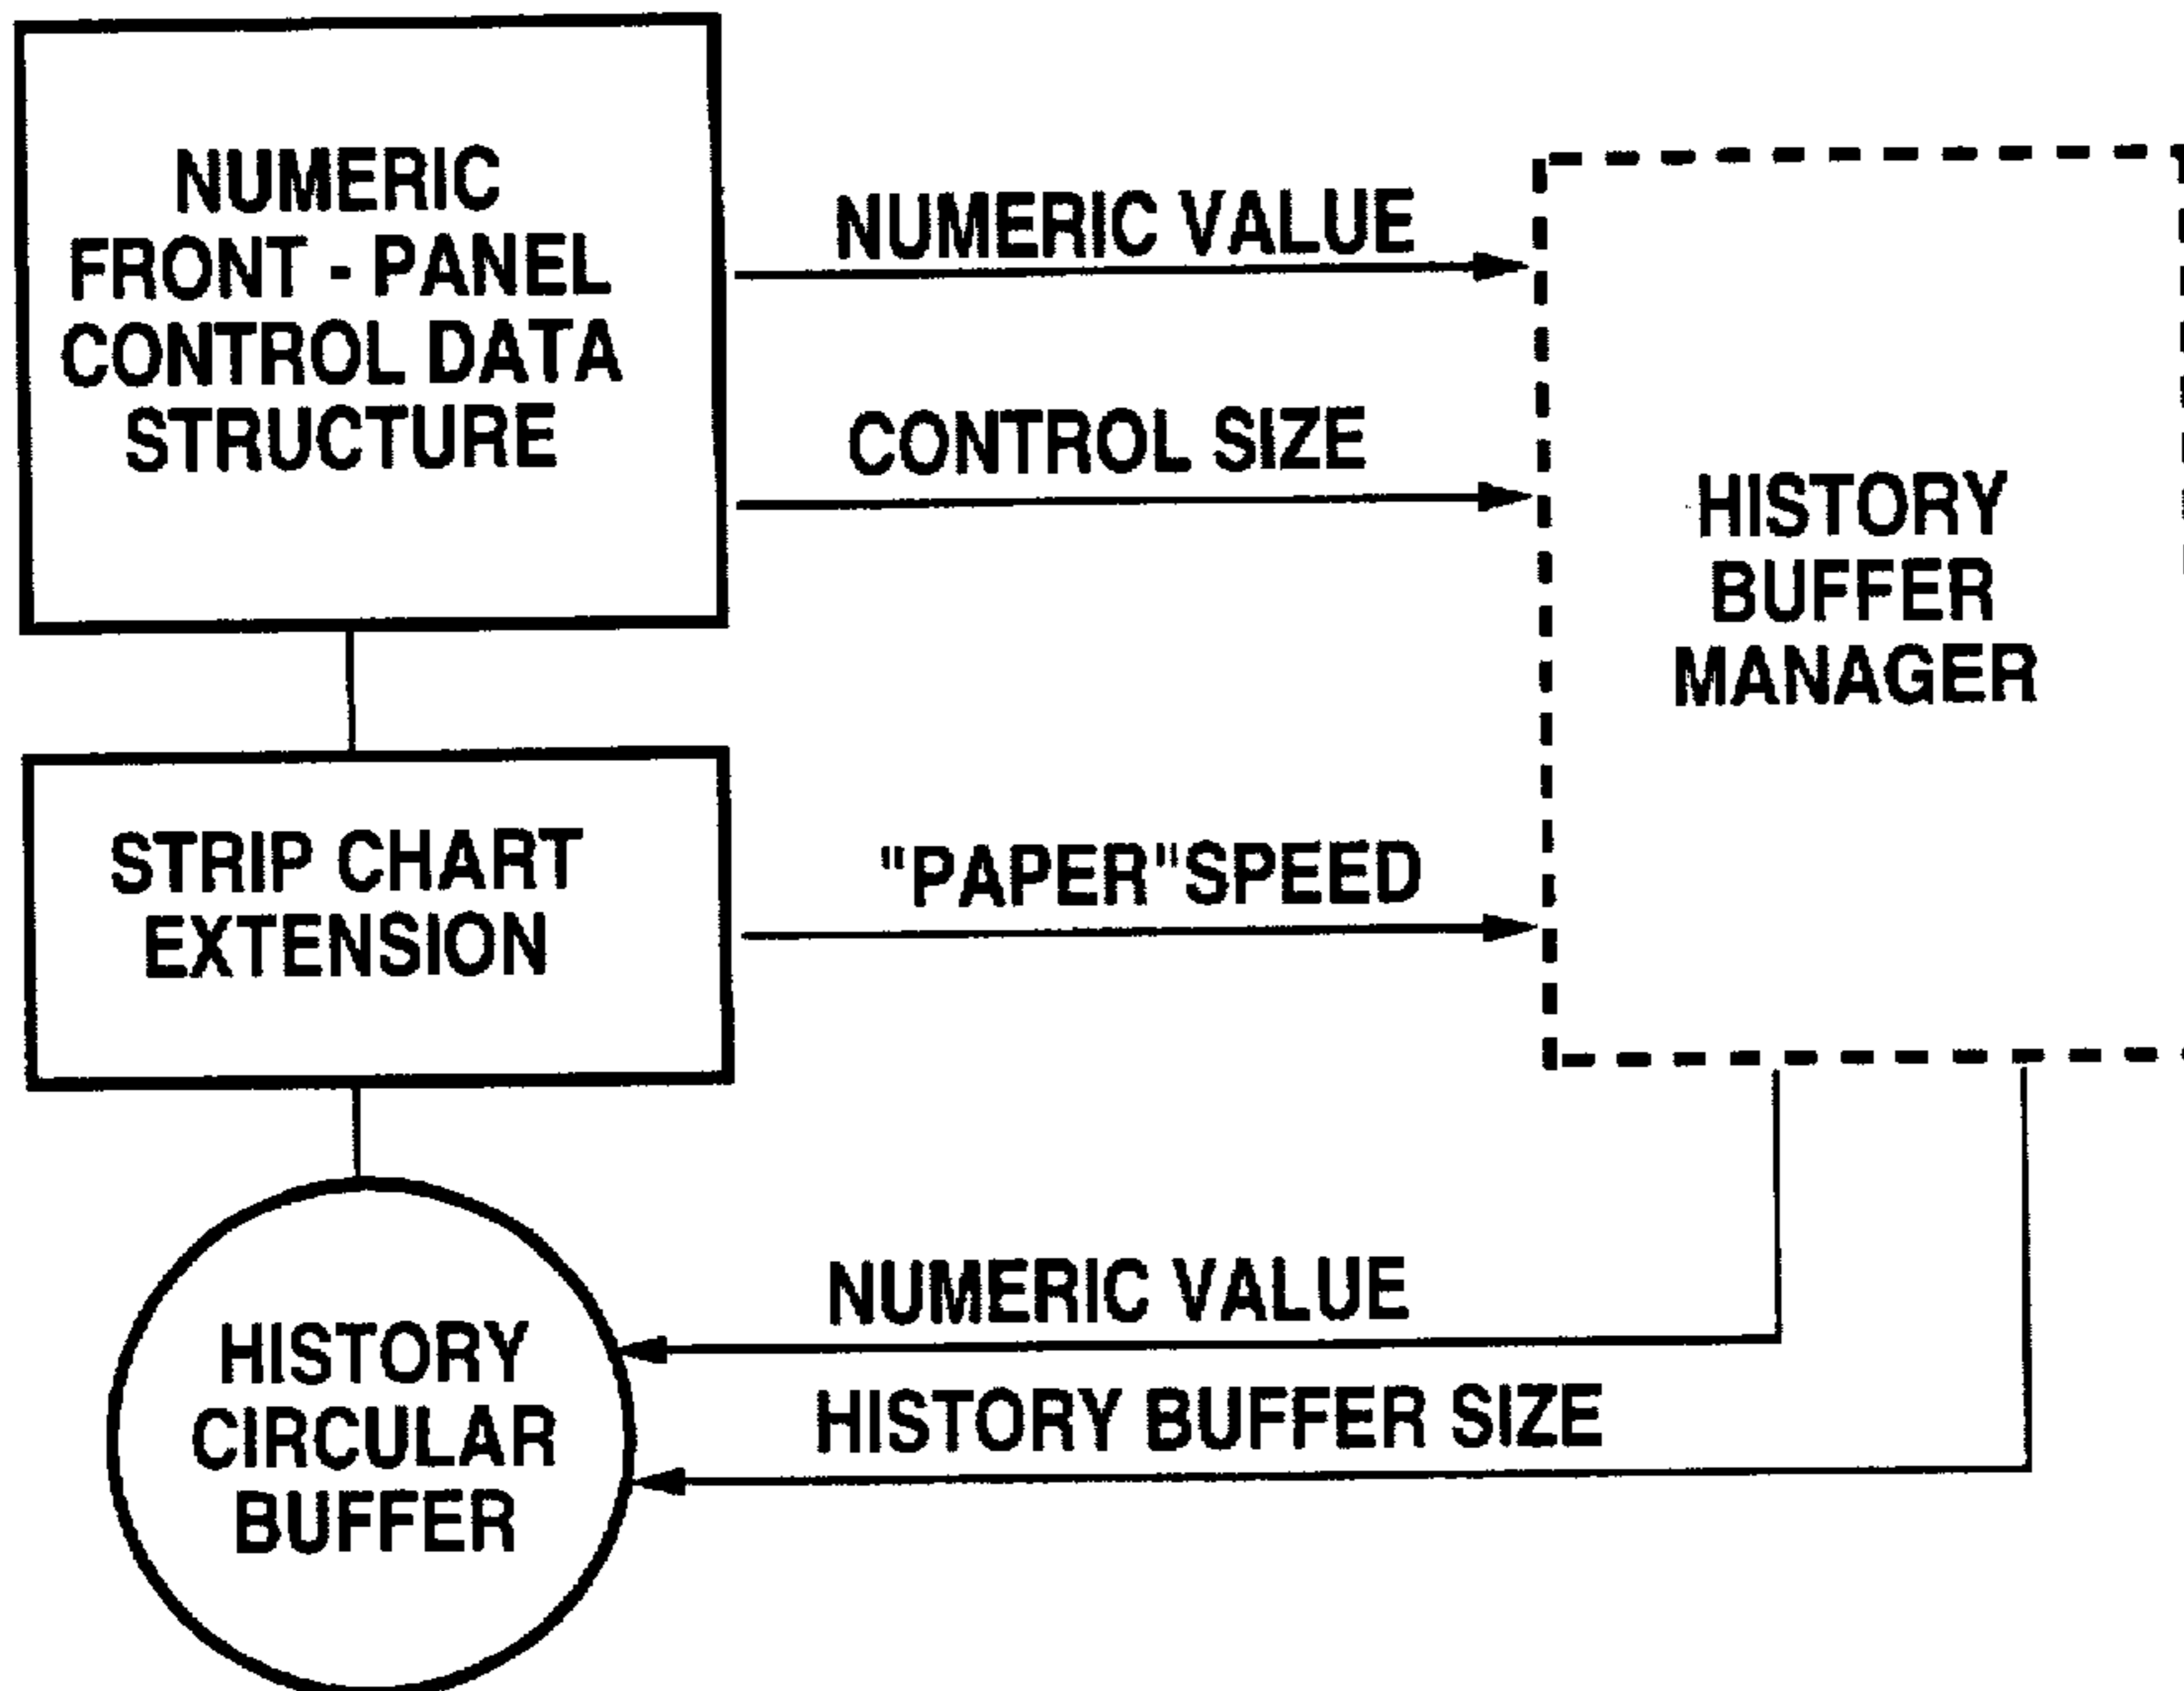 NUMERIC
FRONT - PANEL
CONTROL DATA
STRUCTURE
NUMERIC VALUE
CONTROL SIZE
HISTORY
BUFFER
MANAGER
STRIP CHART
EXTENSION
"PAPER"SPEED
HISTORY
CIRCULAR
BUFFER
NUMERIC VALUE
HISTORY BUFFER SIZE